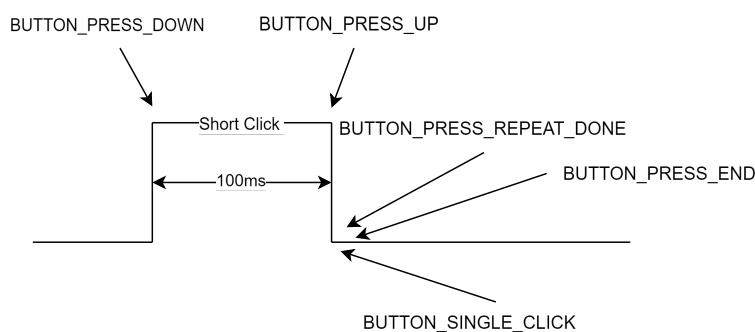 BUTTON_PRESS_DOWN
BUTTON_PRESS_UP
Short Click
BUTTON_PRESS_REPEAT_DONE
100ms
BUTTON_PRESS_END
BUTTON_SINGLE_CLICK